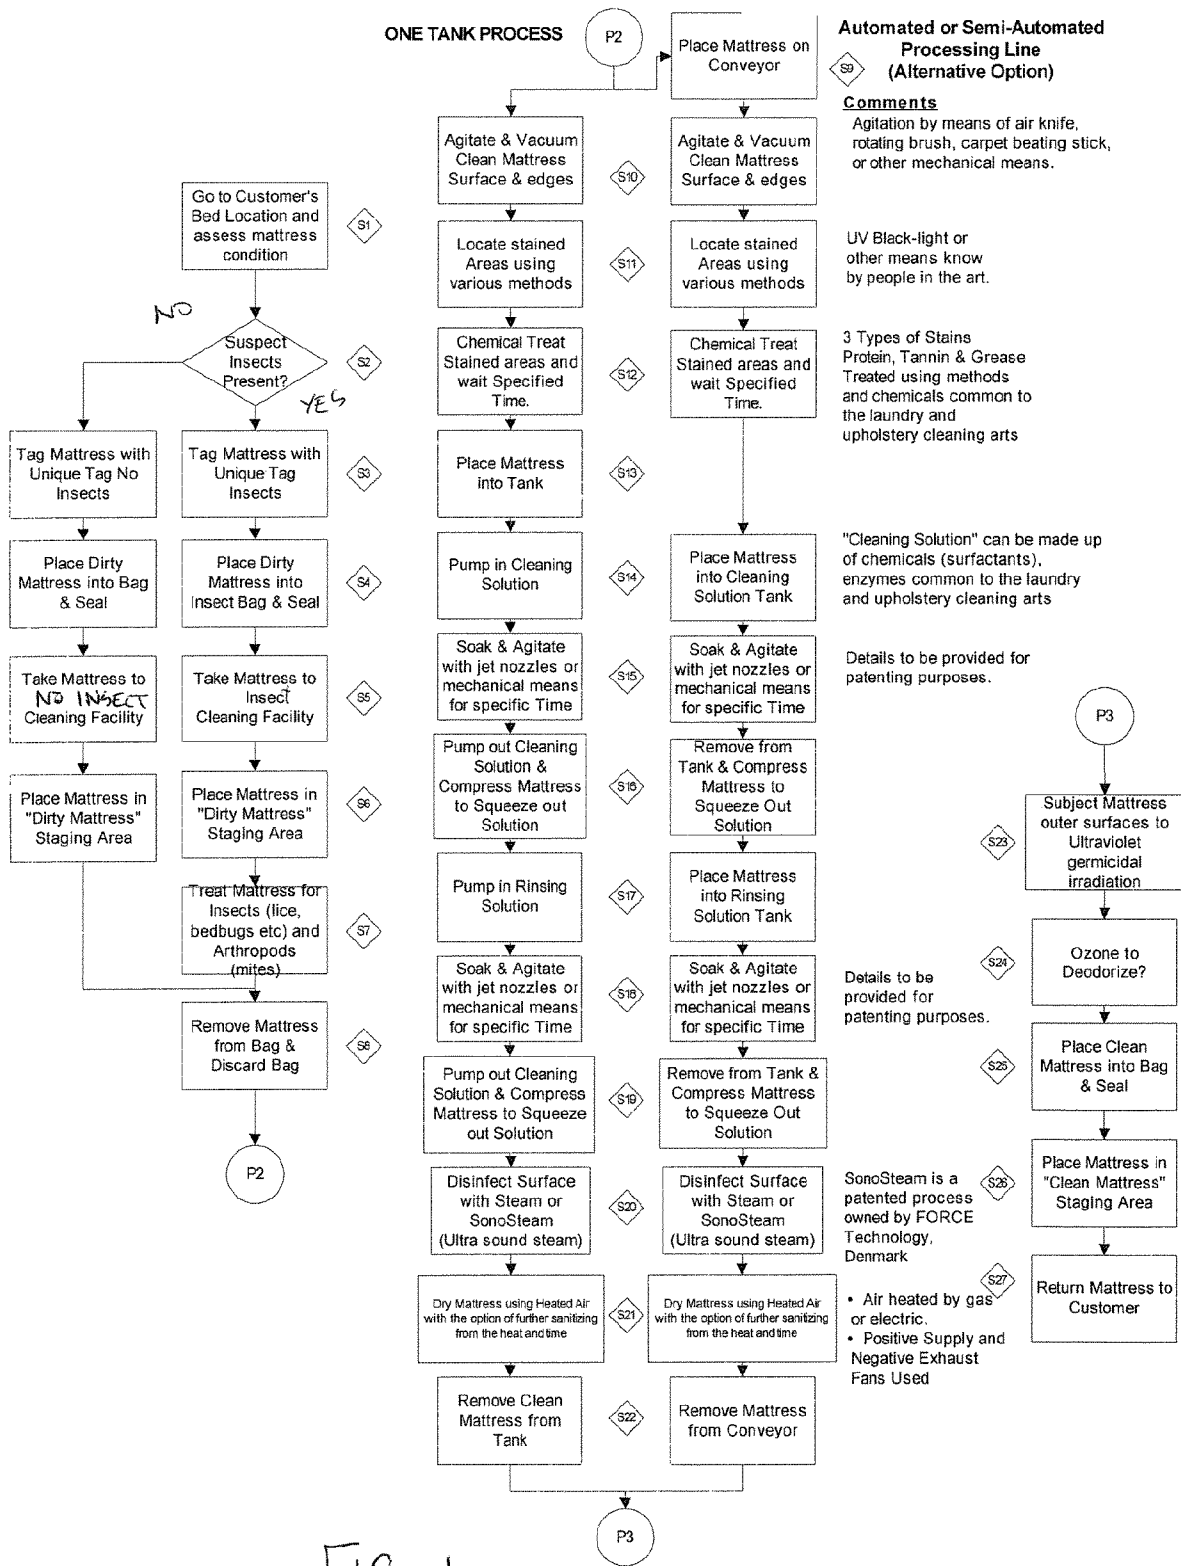 ONE TANK PROCESS
P2
Place Mattress on
Conveyor
S9
Automated or Semi-Automated
Processing Line
(Alternative Option)
Comments
Agitation by means of air knife,
rotating brush, carpet beating stick,
or other mechanical means.
Go to Customer's
Bed Location and
assess mattress
condition
S1
NO
Suspect
Insects
Present?
S2
YES
Tag Mattress with
Unique Tag No
Insects
Tag Mattress with
Unique Tag
Insects
S3
Place Dirty
Mattress into Bag
& Seal
Place Dirty
Mattress into
Insect Bag & Seal
S4
Take Mattress to
NO INSECT
Cleaning Facility
Take Mattress to
Insect
Cleaning Facility
S5
Place Mattress in
"Dirty Mattress"
Staging Area
Place Mattress in
"Dirty Mattress"
Staging Area
S6
Treat Mattress for
Insects (lice,
bedbugs etc) and
Arthropods
(mites)
S7
Remove Mattress
from Bag &
Discard Bag
S8
P2
Agitate & Vacuum
Clean Mattress
Surface & edges
S10
Agitate & Vacuum
Clean Mattress
Surface & edges
Locate stained
Areas using
various methods
S11
Locate stained
Areas using
various methods
UV Black-light or
other means know
by people in the art.
Chemical Treat
Stained areas and
wait Specified
Time.
S12
Chemical Treat
Stained areas and
wait Specified
Time.
3 Types of Stains
Protein, Tannin & Grease
Treated using methods
and chemicals common to
the laundry and
upholstery cleaning arts
Place Mattress
into Tank
S13
Pump in Cleaning
Solution
S14
Place Mattress
into Cleaning
Solution Tank
"Cleaning Solution" can be made up
of chemicals (surfactants),
enzymes common to the laundry
and upholstery cleaning arts
Soak & Agitate
with jet nozzles or
mechanical means
for specific Time
S15
Soak & Agitate
with jet nozzles or
mechanical means
for specific Time
Details to be provided for
patenting purposes.
Pump out Cleaning
Solution &
Compress Mattress
to Squeeze out
Solution
S16
Remove from
Tank & Compress
Mattress to
Squeeze Out
Solution
Pump in Rinsing
Solution
S17
Place Mattress
into Rinsing
Solution Tank
Soak & Agitate
with jet nozzles or
mechanical means
for specific Time
S18
Soak & Agitate
with jet nozzles or
mechanical means
for specific Time
Details to be
provided for
patenting purposes.
Pump out Cleaning
Solution & Compress
Mattress to Squeeze
out Solution
S19
Remove from Tank &
Compress Mattress
to Squeeze Out
Solution
Disinfect Surface
with Steam or
SonoSteam
(Ultra sound steam)
S20
Disinfect Surface
with Steam or
SonoSteam
(Ultra sound steam)
SonoSteam is a
patented process
owned by FORCE
Technology,
Denmark
Dry Mattress using Heated Air
with the option of further sanitizing
from the heat and time
S21
Dry Mattress using Heated Air
with the option of further sanitizing
from the heat and time
• Air heated by gas
or electric.
• Positive Supply and
Negative Exhaust
Fans Used
Remove Clean
Mattress from
Tank
S22
Remove Mattress
from Conveyor
P3
P3
Subject Mattress
outer surfaces to
Ultraviolet
germicidal
irradiation
S23
Ozone to
Deodorize?
S24
Place Clean
Mattress into Bag
& Seal
S25
Place Mattress in
"Clean Mattress"
Staging Area
S26
Return Mattress to
Customer
S27